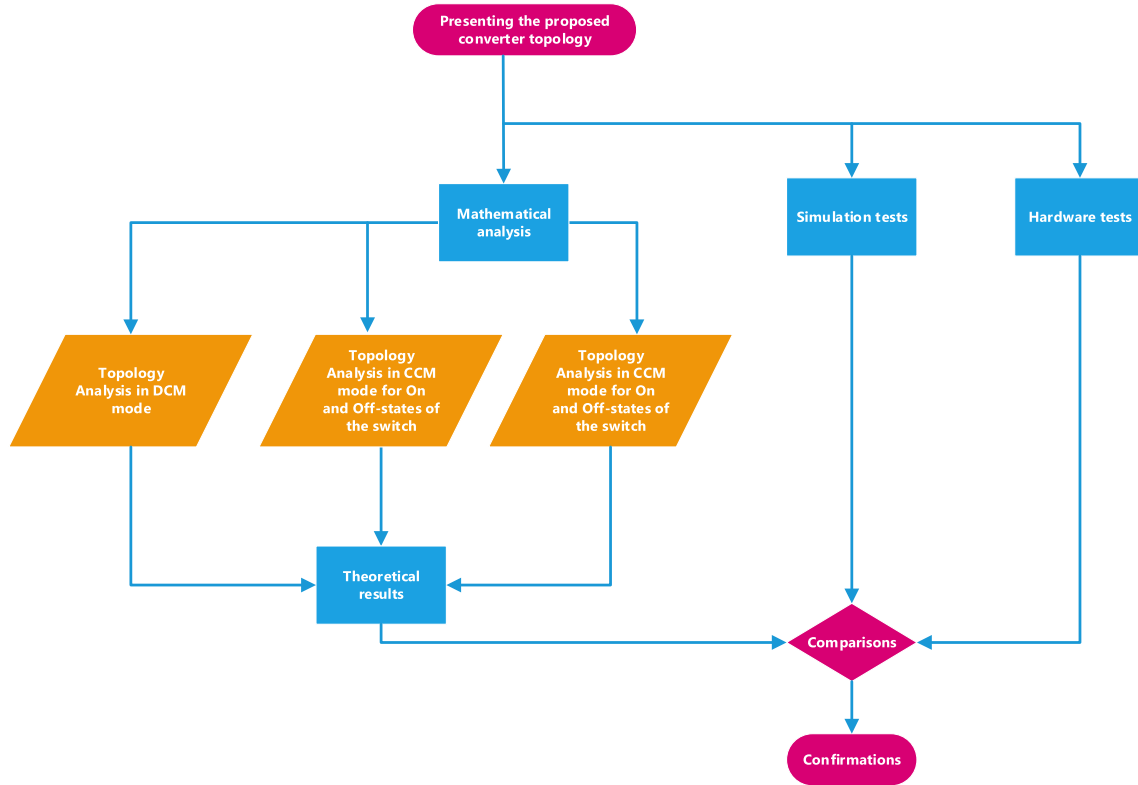 Presenting the proposed
converter topology
Mathematical
analysis
Simulation tests
Hardware tests
Topology
Analysis in DCM
mode
Topology
Analysis in CCM
mode for On
and Off-states of
the switch
Topology
Analysis in CCM
mode for On
and Off-states of
the switch
Theoretical
results
Comparisons
Confirmations